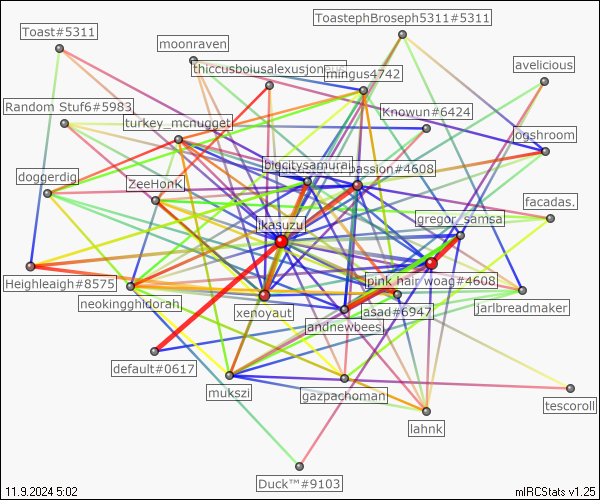 ToastephBroseph5311#5311
Toast#5311
moonraven
thiccusboiusalexusjon
mingus4742
avelicious
Random Stuf6#5983
Knowun#6424
turkey_mcnugget
ogshroom
bigcitysamurai
passion#4608
doggerdig
ZeeHonK
facadas.
gregor_samsa
ikasuzu
Heighleaigh#8575
pink hair woag#4608
neokingghidorah
xenoyaut
asad#6947
jarlbreadmaker
andnewbees
default#0617
mukszi
gazpachoman
tescoroll
lahnk
Duck™#9103
11.9.2024 5:02
mIRCStats v1.25